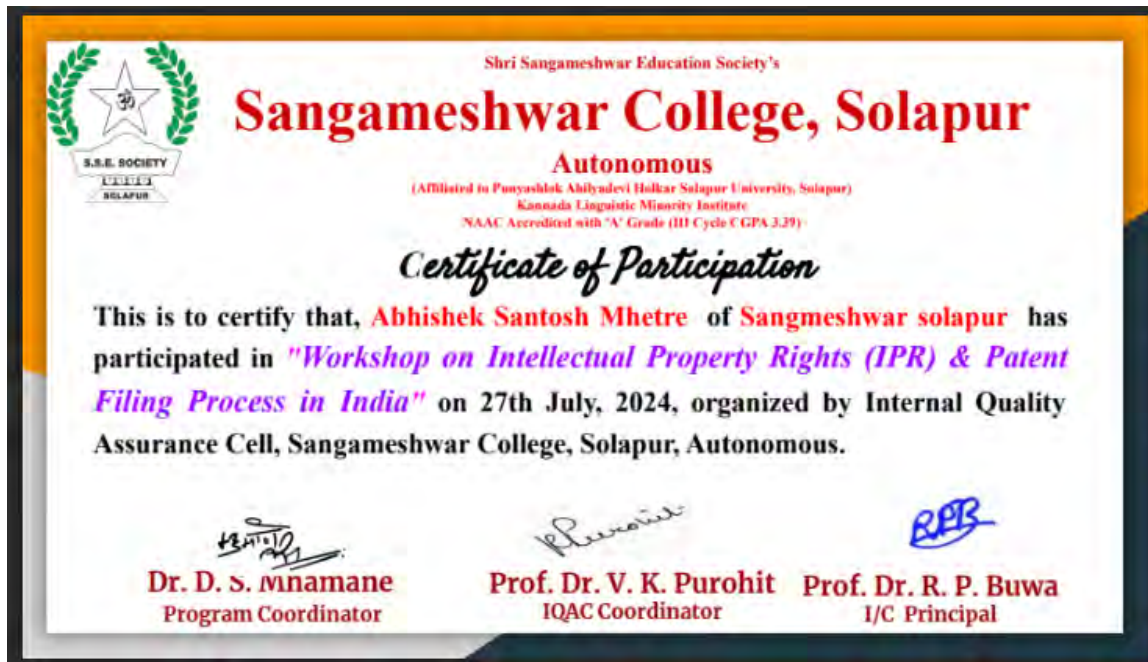 Shri Sangameshwar Education Society's
Sangameshwar College, Solapur
Autonomous
(Affiliated to Punyashlok Ahilyadevi Holkar Solapur University, Solapur)
Kannada Linguistic Minority Institute
NAAC Accredited with 'A' Grade (III Cycle CGPA 3.39)
ॐ
S.S.E. SOCIETY
SOLAPUR
Certificate of Participation
This is to certify that, Abhishek Santosh Mhetre of Sangmeshwar solapur has
participated in "Workshop on Intellectual Property Rights (IPR) & Patent
Filing Process in India" on 27th July, 2024, organized by Internal Quality
Assurance Cell, Sangameshwar College, Solapur, Autonomous.
RPB
Dr. D. S. Mhamane
Program Coordinator
Prof. Dr. V. K. Purohit
IQAC Coordinator
Prof. Dr. R. P. Buwa
I/C Principal